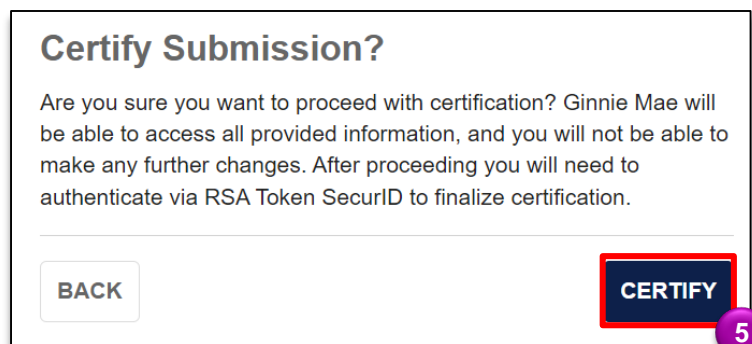 Certify Submission?
Are you sure you want to proceed with certification? Ginnie Mae will
be able to access all provided information, and you will not be able to
make any further changes. After proceeding you will need to
authenticate via RSA Token SecurID to finalize certification.
BACK
CERTIFY
5